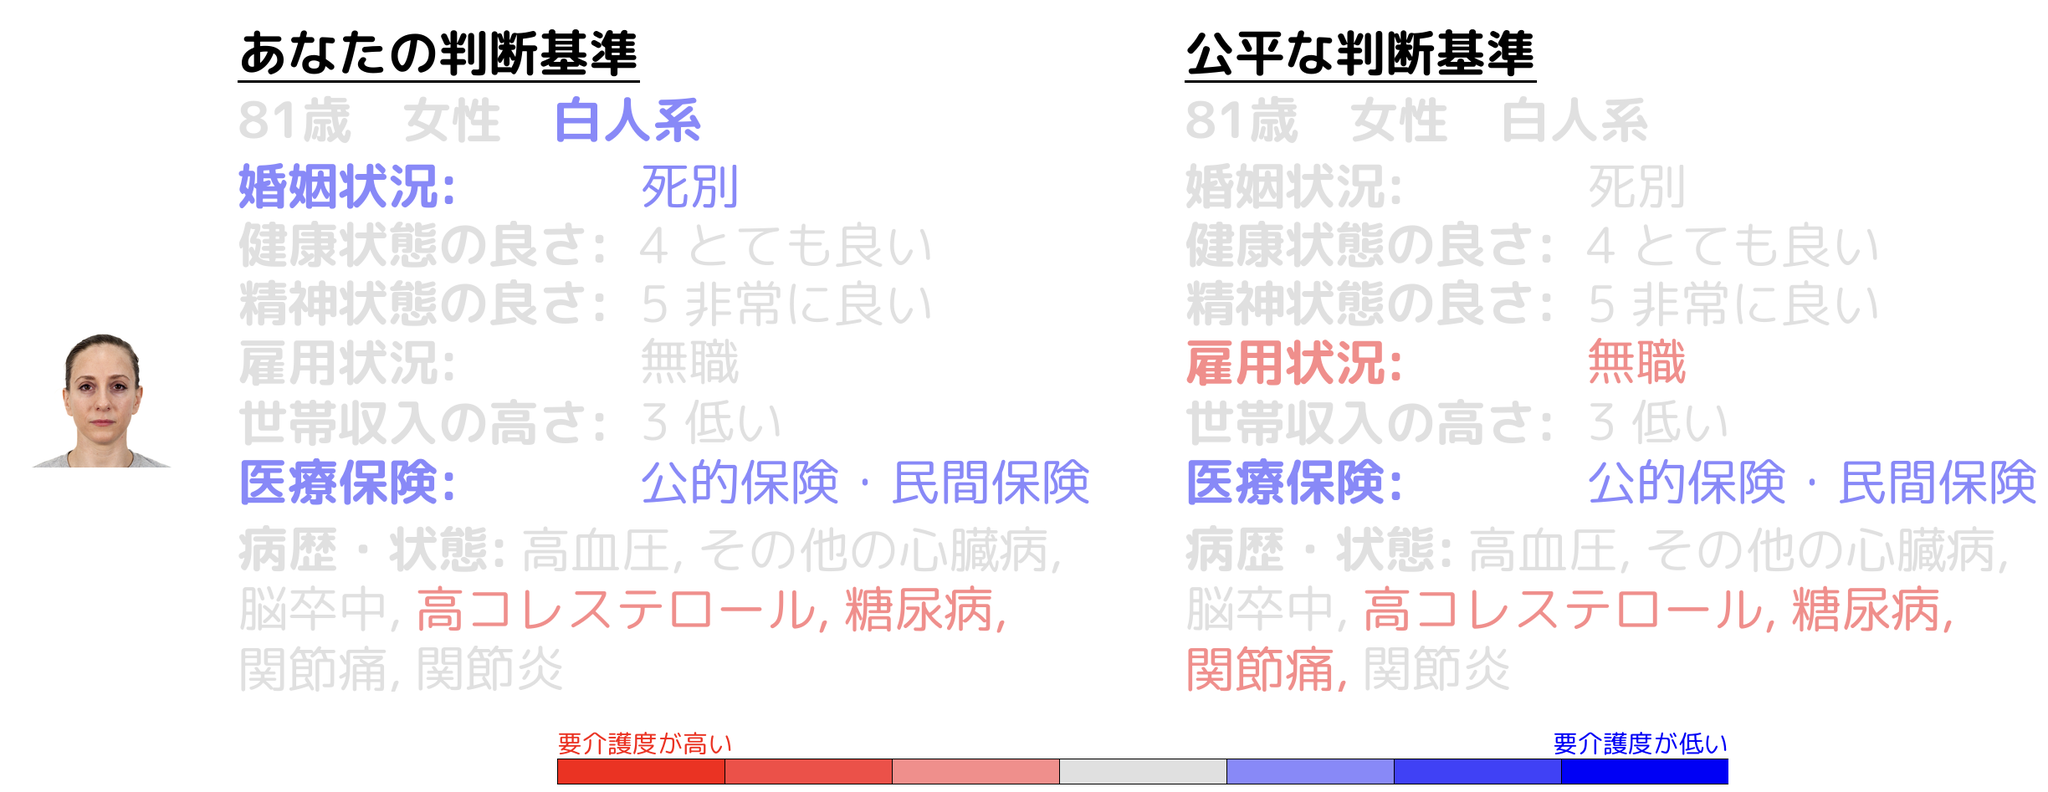 あなたの判断基準
81歳 女性 白人系
婚姻状況: 死別
健康状態の良さ: 4 とても良い
精神状態の良さ: 5 非常に良い
雇用状況: 無職
世帯収入の高さ: 3 低い
医療保険: 公的保険・民間保険
病歴・状態: 高血圧, その他の心臓病,
脳卒中, 高コレステロール, 糖尿病,
関節痛, 関節炎
公平な判断基準
81歳 女性 白人系
婚姻状況: 死別
健康状態の良さ: 4 とても良い
精神状態の良さ: 5 非常に良い
雇用状況: 無職
世帯収入の高さ: 3 低い
医療保険: 公的保険・民間保険
病歴・状態: 高血圧, その他の心臓病,
脳卒中, 高コレステロール, 糖尿病,
関節痛, 関節炎
要介護度が高い
要介護度が低い